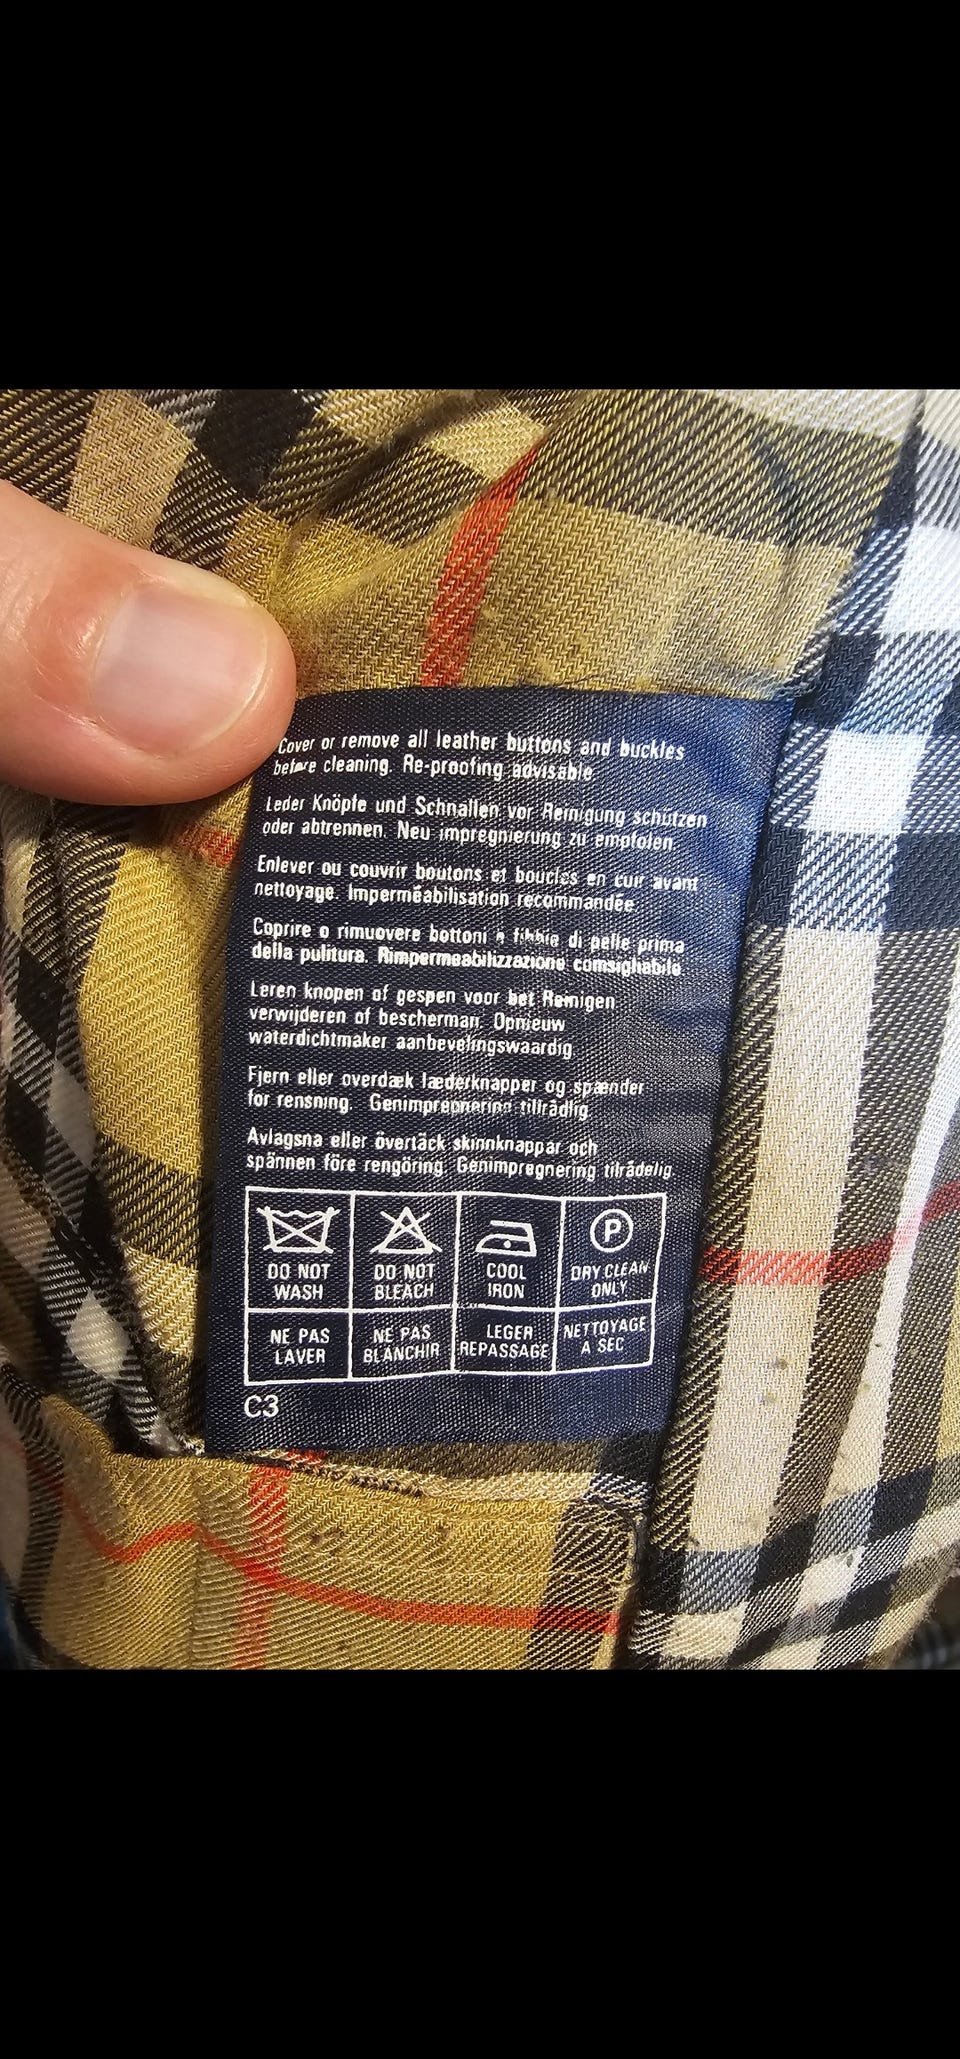 Cover or remove all leather buttons and buckles
before cleaning. Re-proofing advisable
Leder Knöpfe und Schnallen vor Reinigung schützen
oder abtrennen. Neu impregnierung zu empfolen.
Enlever ou couvrir boutons et boucles en cuir avant
nettoyage. Imperméabilisation recommandée.
Coprire o rimuovere bottoni e fibbie di pelle prima
della pulitura. Rimpermeabilizzazione comsigliabile
Leren knopen of gespen voor het Reinigen
verwijderen of bescherman. Opnieuw
waterdichtmaker aanbevelingswaardig
Fjern eller overdæk læderknapper og spænder
for rensning. Genimprægnering tilrådlig
Avlagsna eller övertäck skinnknappar och
spännen före rengöring. Genimpregnering tilrådelig.
DO NOT WASH
DO NOT BLEACH
COOL IRON
P
DRY CLEAN ONLY
NE PAS LAVER
NE PAS BLANCHIR
LEGER REPASSAGE
NETTOYAGE A SEC
C3